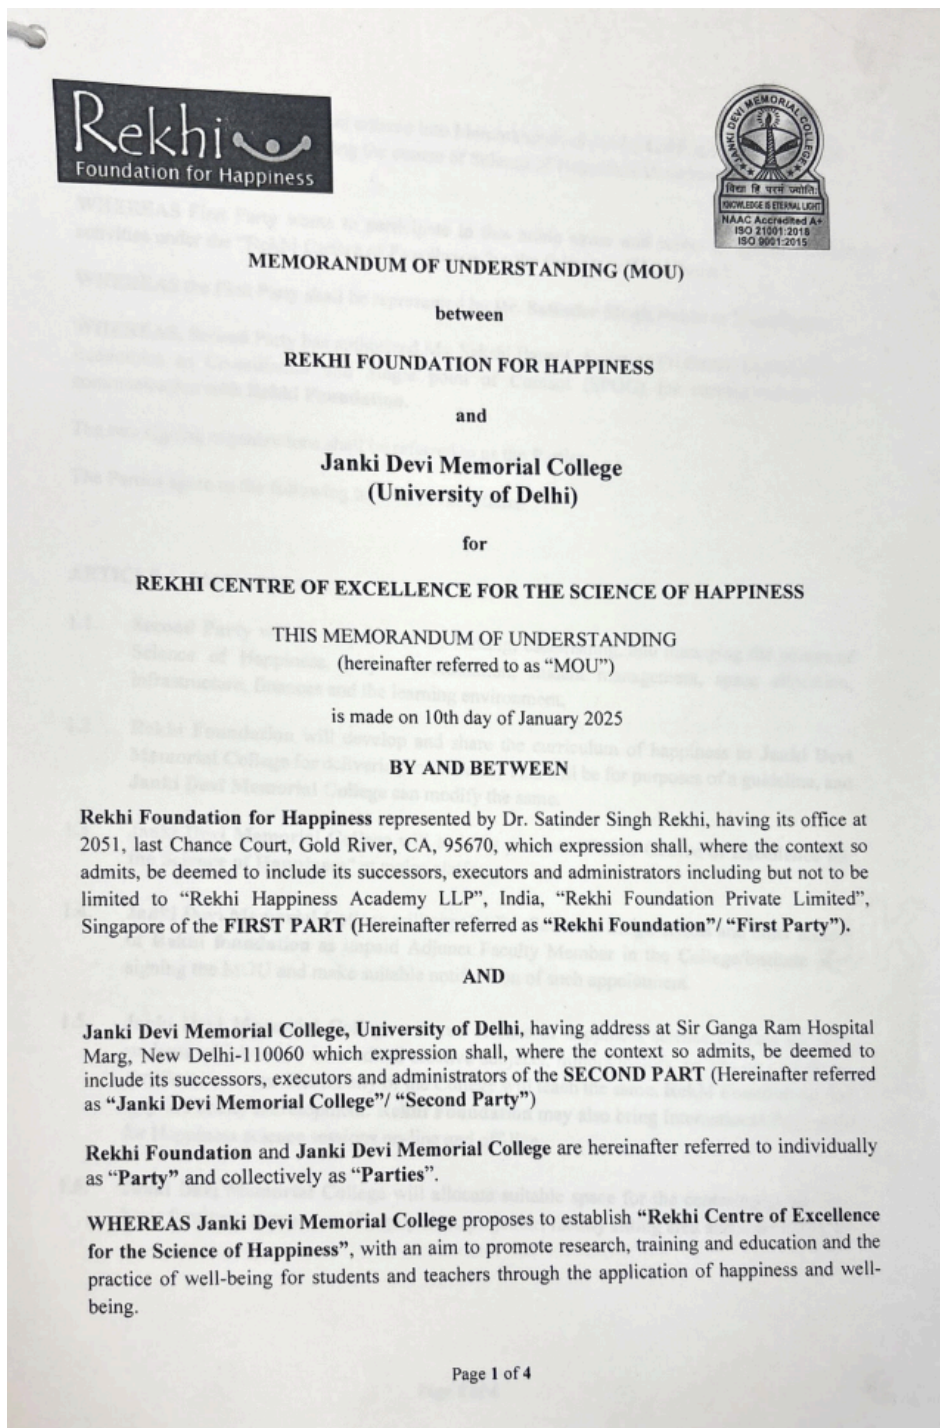 Rekhi
Foundation for Happiness
JANKI DEVI MEMORIAL COLLEGE
विद्या हि परमं ज्योतिः
KNOWLEDGE IS ETERNAL LIGHT
NAAC Accredited A+
ISO 21001:2018
ISO 9001:2015
MEMORANDUM OF UNDERSTANDING (MOU)
between
REKHI FOUNDATION FOR HAPPINESS
and
Janki Devi Memorial College
(University of Delhi)
for
REKHI CENTRE OF EXCELLENCE FOR THE SCIENCE OF HAPPINESS
THIS MEMORANDUM OF UNDERSTANDING
(hereinafter referred to as “MOU”)
is made on 10th day of January 2025
BY AND BETWEEN
Rekhi Foundation for Happiness represented by Dr. Satinder Singh Rekhi, having its office at
2051, last Chance Court, Gold River, CA, 95670, which expression shall, where the context so
admits, be deemed to include its successors, executors and administrators including but not to be
limited to “Rekhi Happiness Academy LLP”, India, “Rekhi Foundation Private Limited”,
Singapore of the FIRST PART (Hereinafter referred as “Rekhi Foundation”/ “First Party”).
AND
Janki Devi Memorial College, University of Delhi, having address at Sir Ganga Ram Hospital
Marg, New Delhi-110060 which expression shall, where the context so admits, be deemed to
include its successors, executors and administrators of the SECOND PART (Hereinafter referred
as “Janki Devi Memorial College”/ “Second Party”)
Rekhi Foundation and Janki Devi Memorial College are hereinafter referred to individually
as “Party” and collectively as “Parties”.
WHEREAS Janki Devi Memorial College proposes to establish “Rekhi Centre of Excellence
for the Science of Happiness”, with an aim to promote research, training and education and the
practice of well-being for students and teachers through the application of happiness and well-
being.
Page 1 of 4